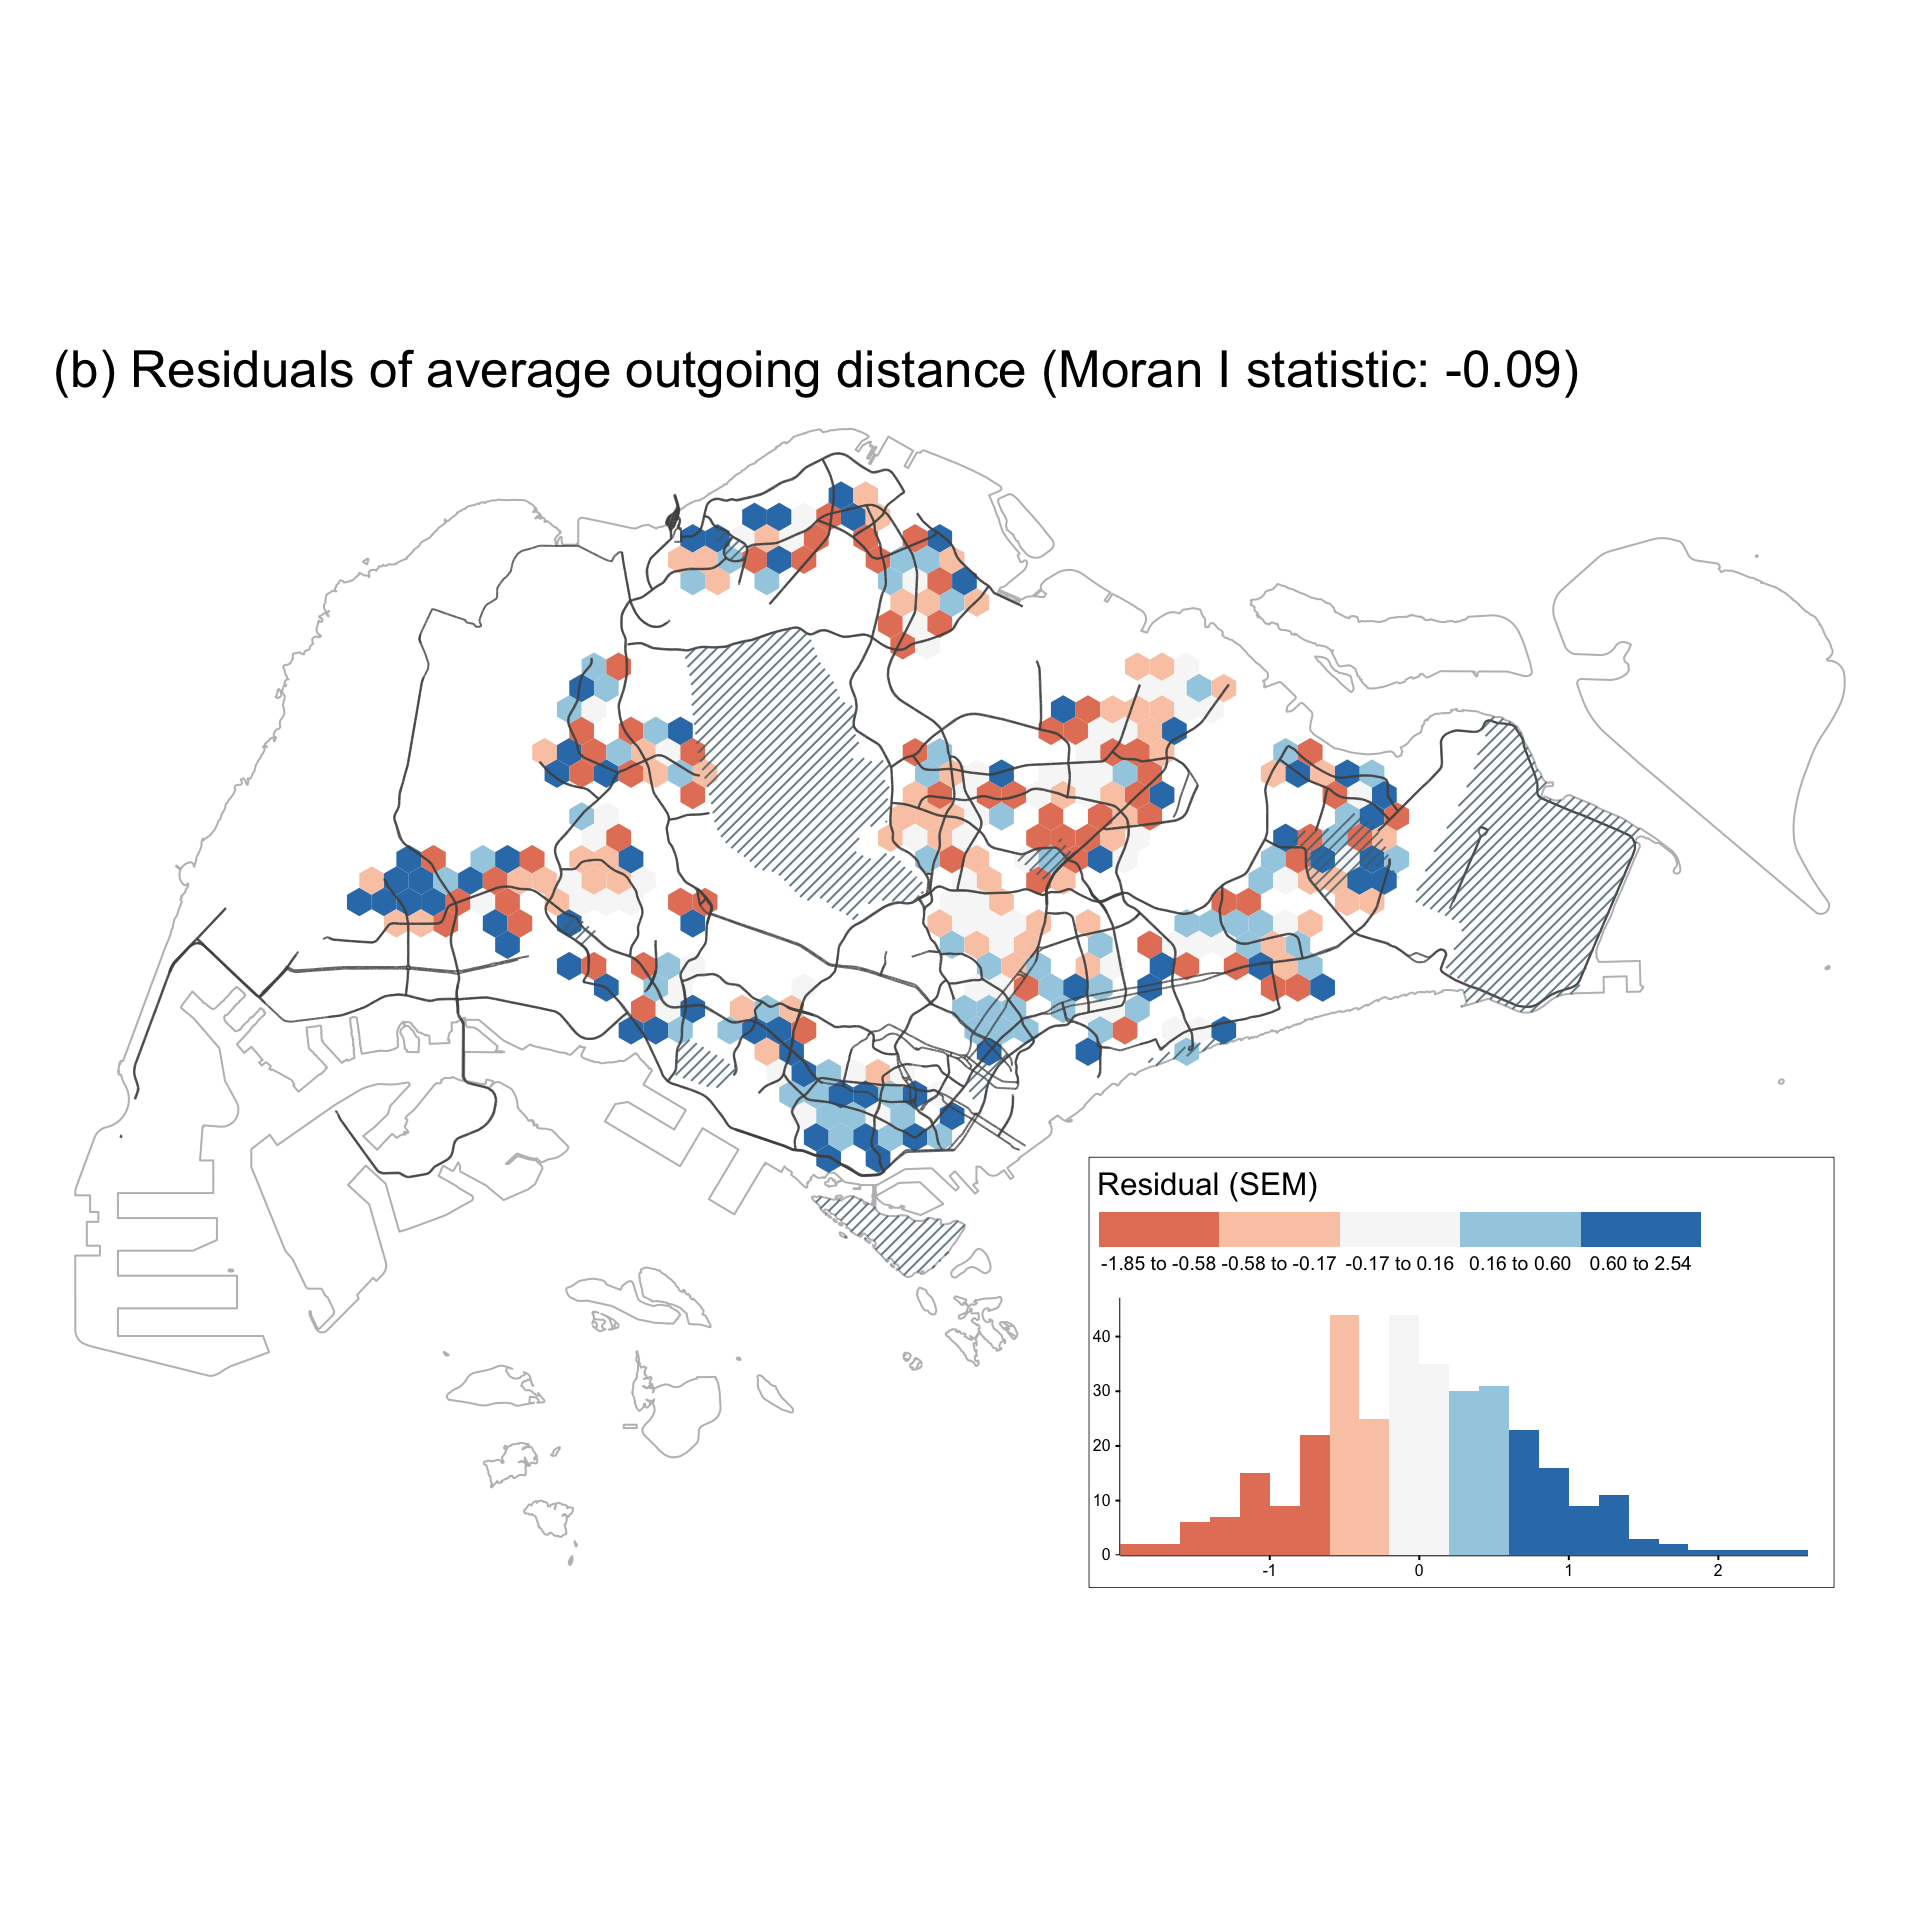 (b) Residuals of average outgoing distance (Moran I statistic: -0.09)
Residual (SEM)
-1.85 to -0.58 -0.58 to -0.17 -0.17 to 0.16 0.16 to 0.60 0.60 to 2.54
40
30
20
10
0
-1 0 1 2